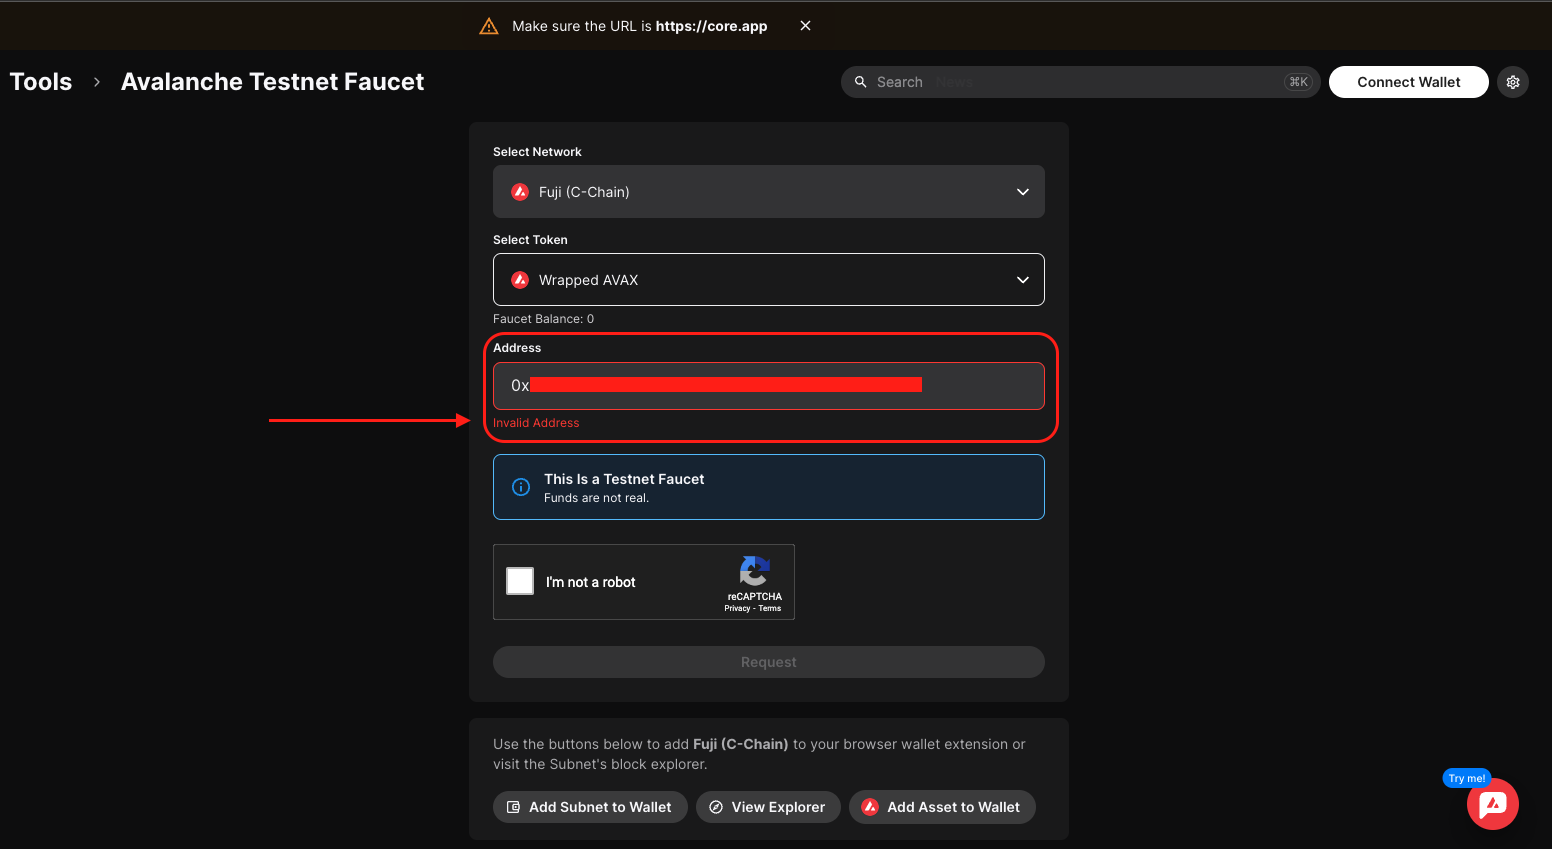 Make sure the URL is https://core.app
Tools > Avalanche Testnet Faucet
Search
⌘K
Connect Wallet
Select Network
Fuji (C-Chain)
Select Token
Wrapped AVAX
Faucet Balance: 0
Address
0x
Invalid Address
This Is a Testnet Faucet
Funds are not real.
I'm not a robot
reCAPTCHA
Privacy - Terms
Request
Use the buttons below to add Fuji (C-Chain) to your browser wallet extension or
visit the Subnet's block explorer.
Add Subnet to Wallet
View Explorer
Add Asset to Wallet
Try me!